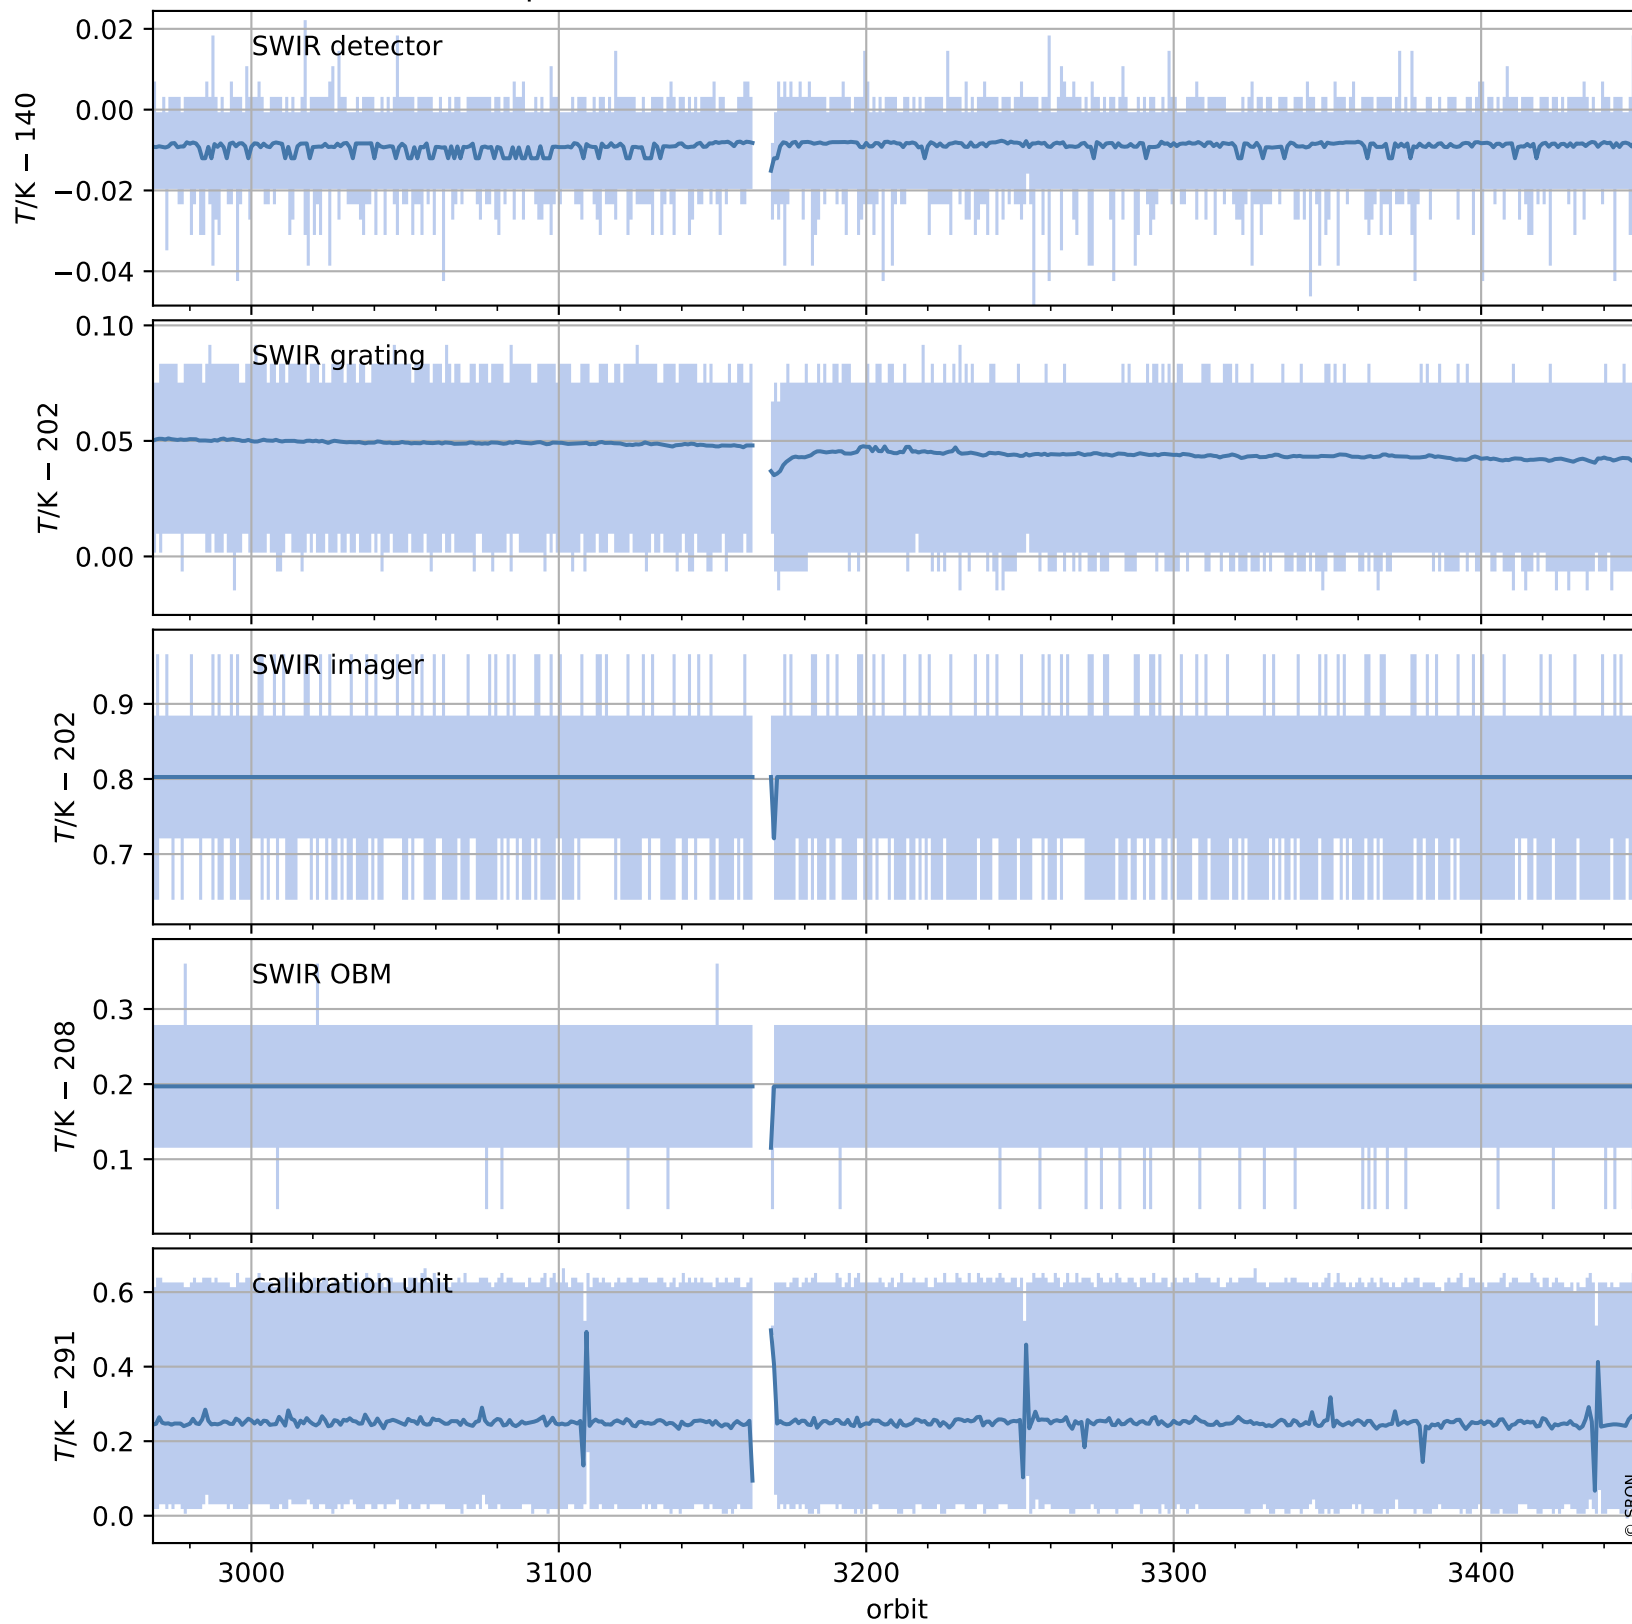 0.02
SWIR detector
0.00
−0.02
−0.04
T/K − 140
0.10
SWIR grating
0.05
0.00
T/K − 202
SWIR imager
0.9
0.8
0.7
T/K − 202
SWIR OBM
0.3
0.2
0.1
T/K − 208
calibration unit
0.6
0.4
0.2
0.0
T/K − 291
© SRON
3000 3100 3200 3300 3400
orbit